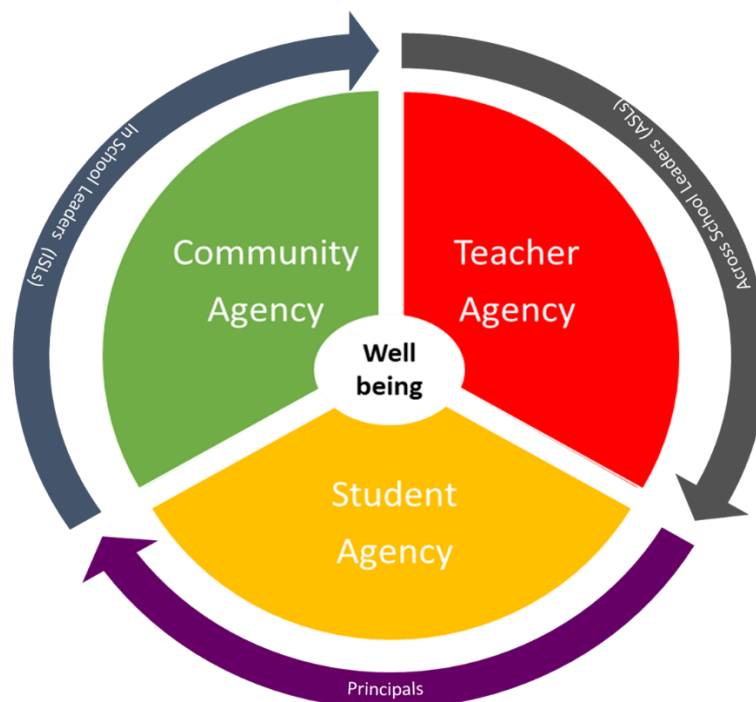 In School Leaders (ISLs)
Across School Leaders (ASLs)
Community
Agency
Teacher
Agency
Well
being
Student
Agency
Principals